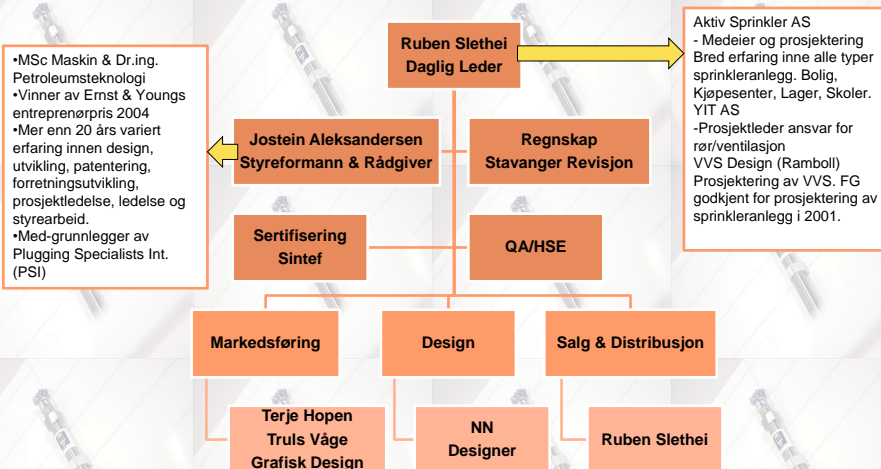 Ruben Slethei
Daglig Leder
•MSc Maskin & Dr.ing.
Petroleumsteknologi
•Vinner av Ernst & Youngs
entreprenørpris 2004
•Mer enn 20 års variert
erfaring innen design,
utvikling, patentering,
forretningsutvikling,
prosjektledelse, ledelse og
styrearbeid.
•Med-grunnlegger av
Plugging Specialists Int.
(PSI)
Aktiv Sprinkler AS
- Medeier og prosjektering
Bred erfaring inne alle typer
sprinkleranlegg. Bolig,
Kjøpesenter, Lager, Skoler.
YIT AS
-Prosjektleder ansvar for
rør/ventilasjon
VVS Design (Ramboll)
Prosjektering av VVS. FG
godkjent for prosjektering av
sprinkleranlegg i 2001.
Jostein Aleksandersen
Styreformann & Rådgiver
Regnskap
Stavanger Revisjon
Sertifisering
Sintef
QA/HSE
Markedsføring
Design
Salg & Distribusjon
Terje Hopen
Truls Våge
Grafisk Design
NN
Designer
Ruben Slethei